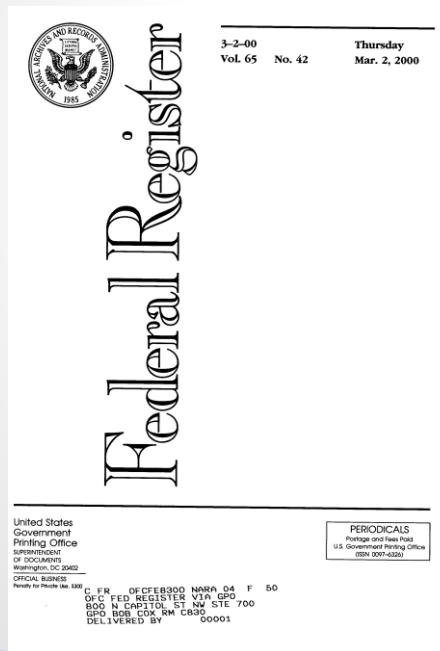 NATIONAL ARCHIVES AND RECORDS ADMINISTRATION
1985
3–2–00
Vol. 65 No. 42
Thursday
Mar. 2, 2000
Federal Register
United States
Government
Printing Office
SUPERINTENDENT
OF DOCUMENTS
Washington, DC 20402
OFFICIAL BUSINESS
Penalty for Private Use, $300
PERIODICALS
Postage and Fees Paid
U.S. Government Printing Office
(ISSN 0097–6326)
C FR OFCFE8300 NARA 04 F 50
OFC FED REGISTER VIA GPO
800 N CAPITOL ST NW STE 700
GPO BOB COX RM C830
DELIVERED BY 00001